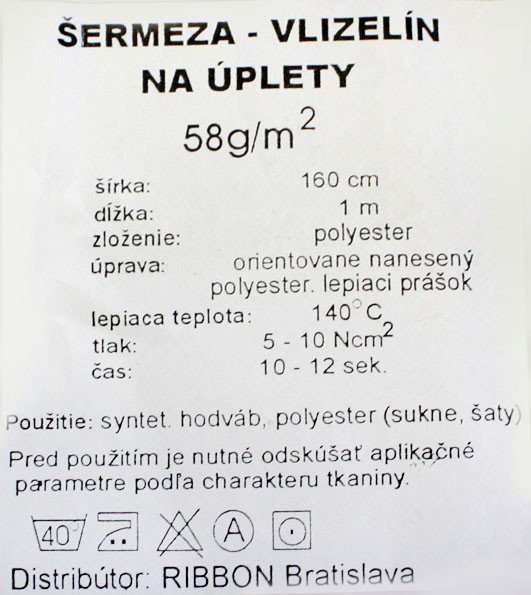 ŠERMEZA - VLIZELÍN
NA ÚPLETY
58g/m²
šírka: 160 cm
dĺžka: 1 m
zloženie: polyester
úprava: orientovane nanesený
polyester. lepiaci prášok
lepiaca teplota: 140°C
tlak: 5 - 10 Ncm²
čas: 10 - 12 sek.
Použitie: syntet. hodváb, polyester (sukne, šaty)
Pred použitím je nutné odskúšať aplikačné
parametre podľa charakteru tkaniny.
40° A
Distribútor: RIBBON Bratislava